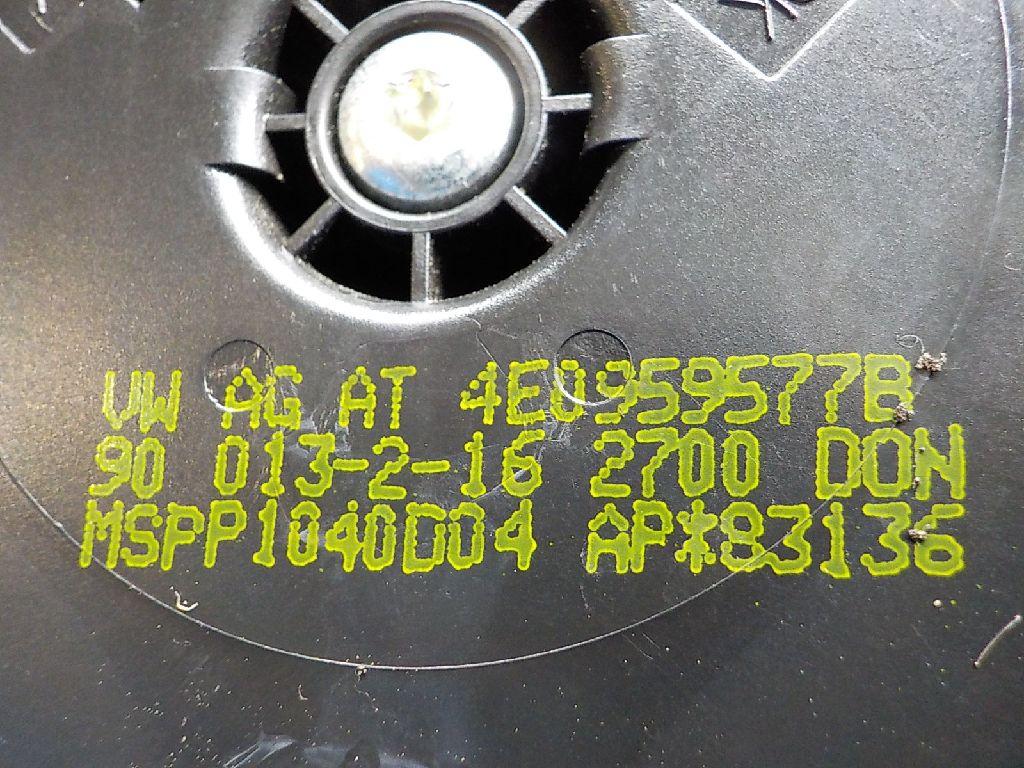 VW AG AT 4E0959577B
90 013-2-16 2700 DON
MSPP1040D04 AP*83136